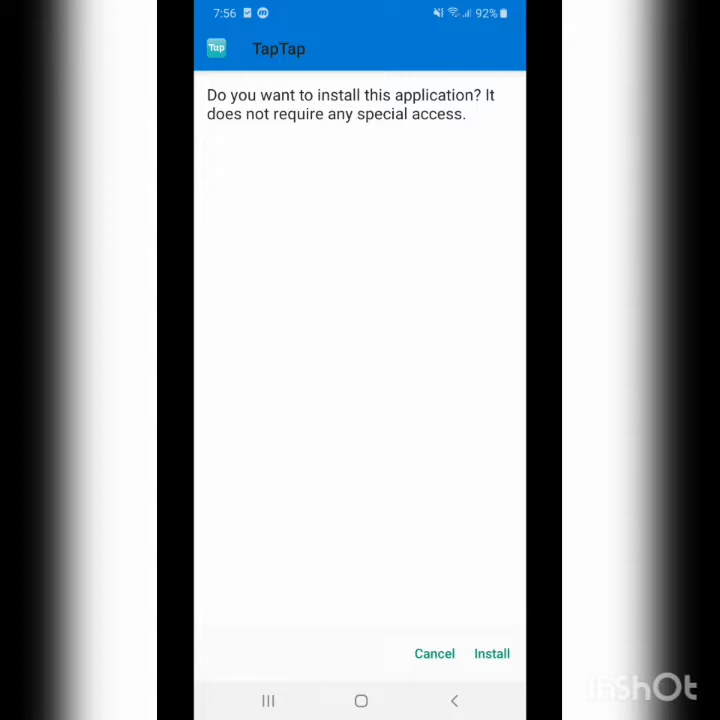 7:56 92%
Tap TapTap
Do you want to install this application? It
does not require any special access.
Cancel Install
InShOt